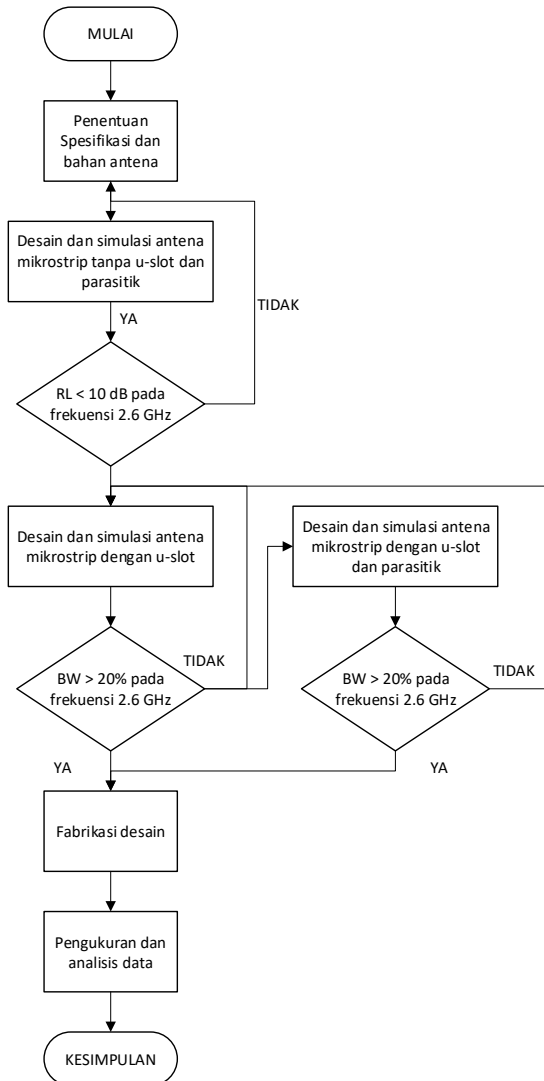 MULAI
Penentuan
Spesifikasi dan
bahan antena
Desain dan simulasi antena
mikrostrip tanpa u-slot dan
parasitik
TIDAK
YA
RL < 10 dB pada
frekuensi 2.6 GHz
Desain dan simulasi antena
mikrostrip dengan u-slot
Desain dan simulasi antena
mikrostrip dengan u-slot
dan parasitik
BW > 20% pada
frekuensi 2.6 GHz
TIDAK
BW > 20% pada
frekuensi 2.6 GHz
TIDAK
YA
YA
Fabrikasi desain
Pengukuran dan
analisis data
KESIMPULAN